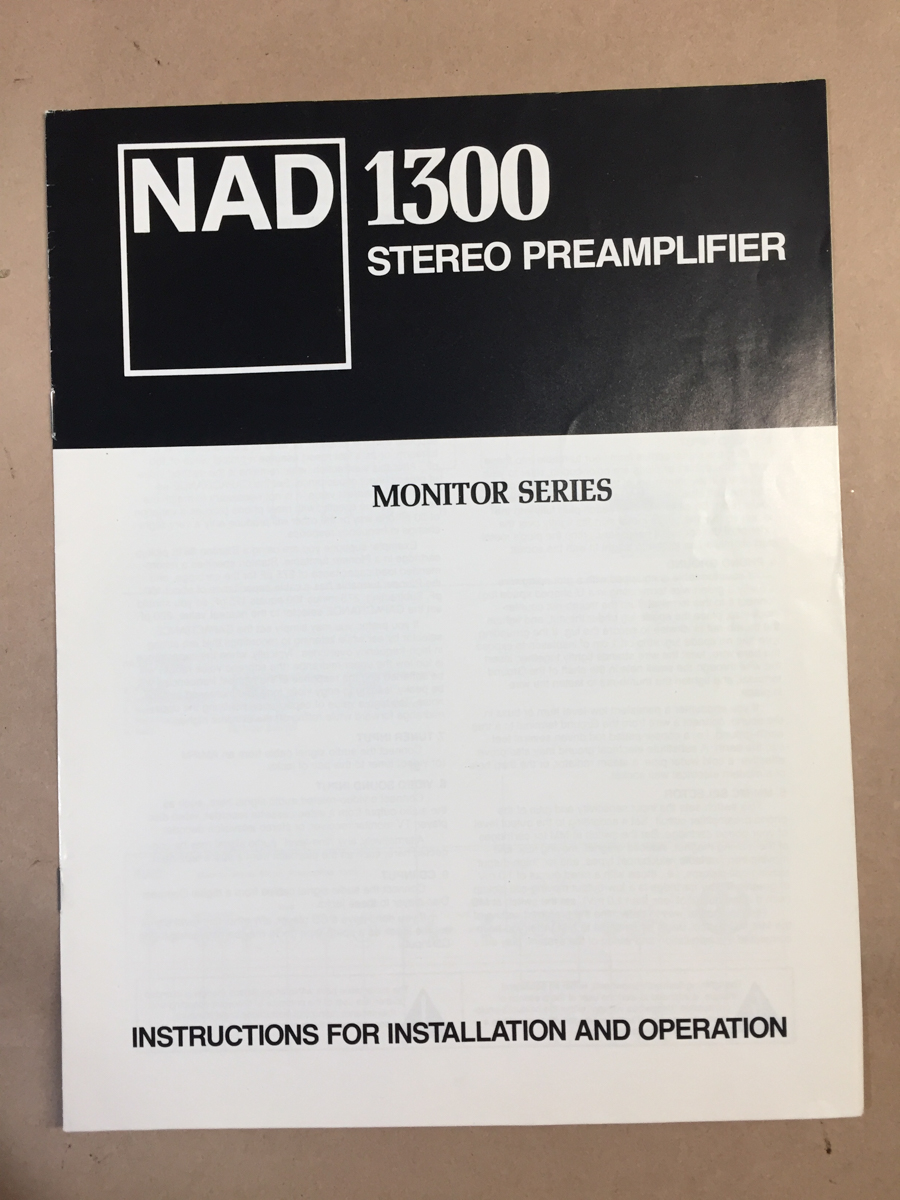 NAD
1300
STEREO PREAMPLIFIER
MONITOR SERIES
INSTRUCTIONS FOR INSTALLATION AND OPERATION